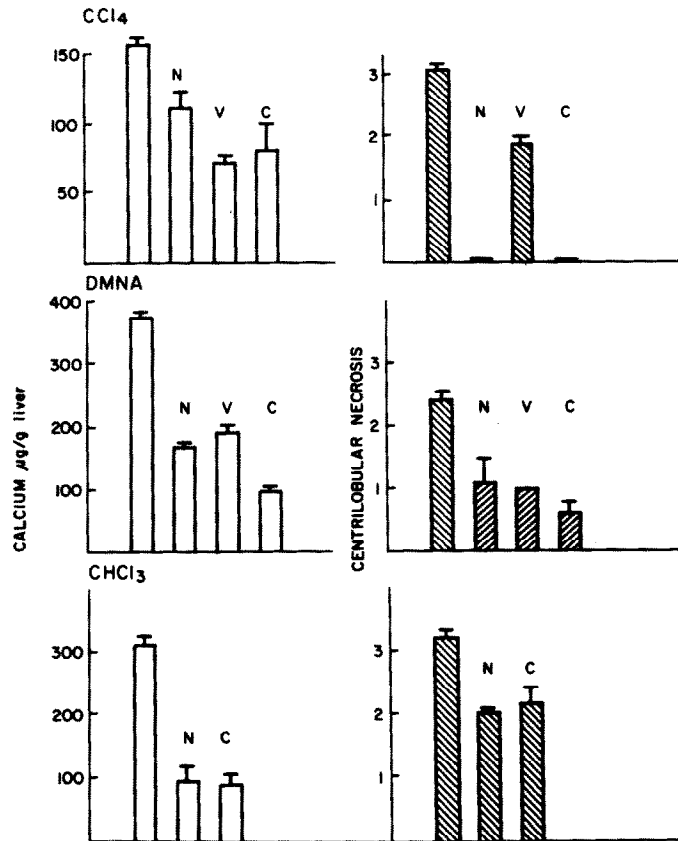 CCl4
150
100
50
N
V
C
3
2
1
N
V
C
DMNA
400
300
200
100
N
V
C
3
2
1
N
V
C
CALCIUM µg/g liver
CENTRILOBULAR NECROSIS
CHCl3
300
200
100
N
C
3
2
1
N
C